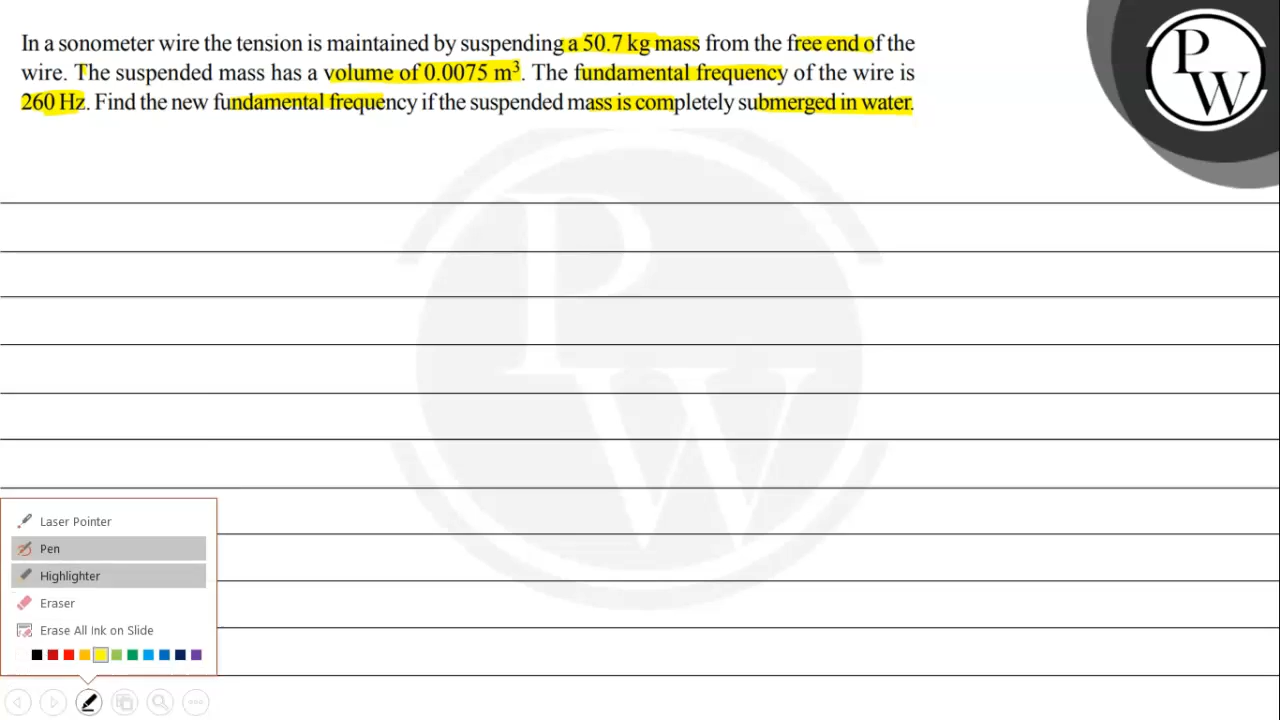 In a sonometer wire the tension is maintained by suspending a 50.7 kg mass from the free end of the
wire. The suspended mass has a volume of 0.0075 m³. The fundamental frequency of the wire is
260 Hz. Find the new fundamental frequency if the suspended mass is completely submerged in water.
P
W
P
W
Laser Pointer
Pen
Highlighter
Eraser
Erase All Ink on Slide